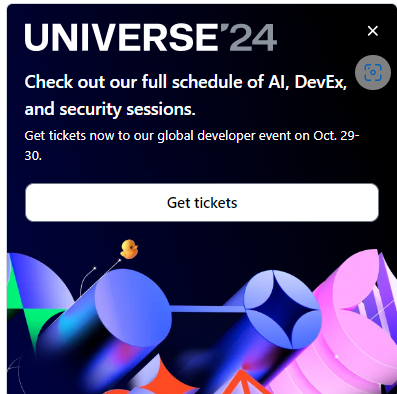 UNIVERSE'24
Check out our full schedule of AI, DevEx,
and security sessions.
Get tickets now to our global developer event on Oct. 29-
30.
Get tickets